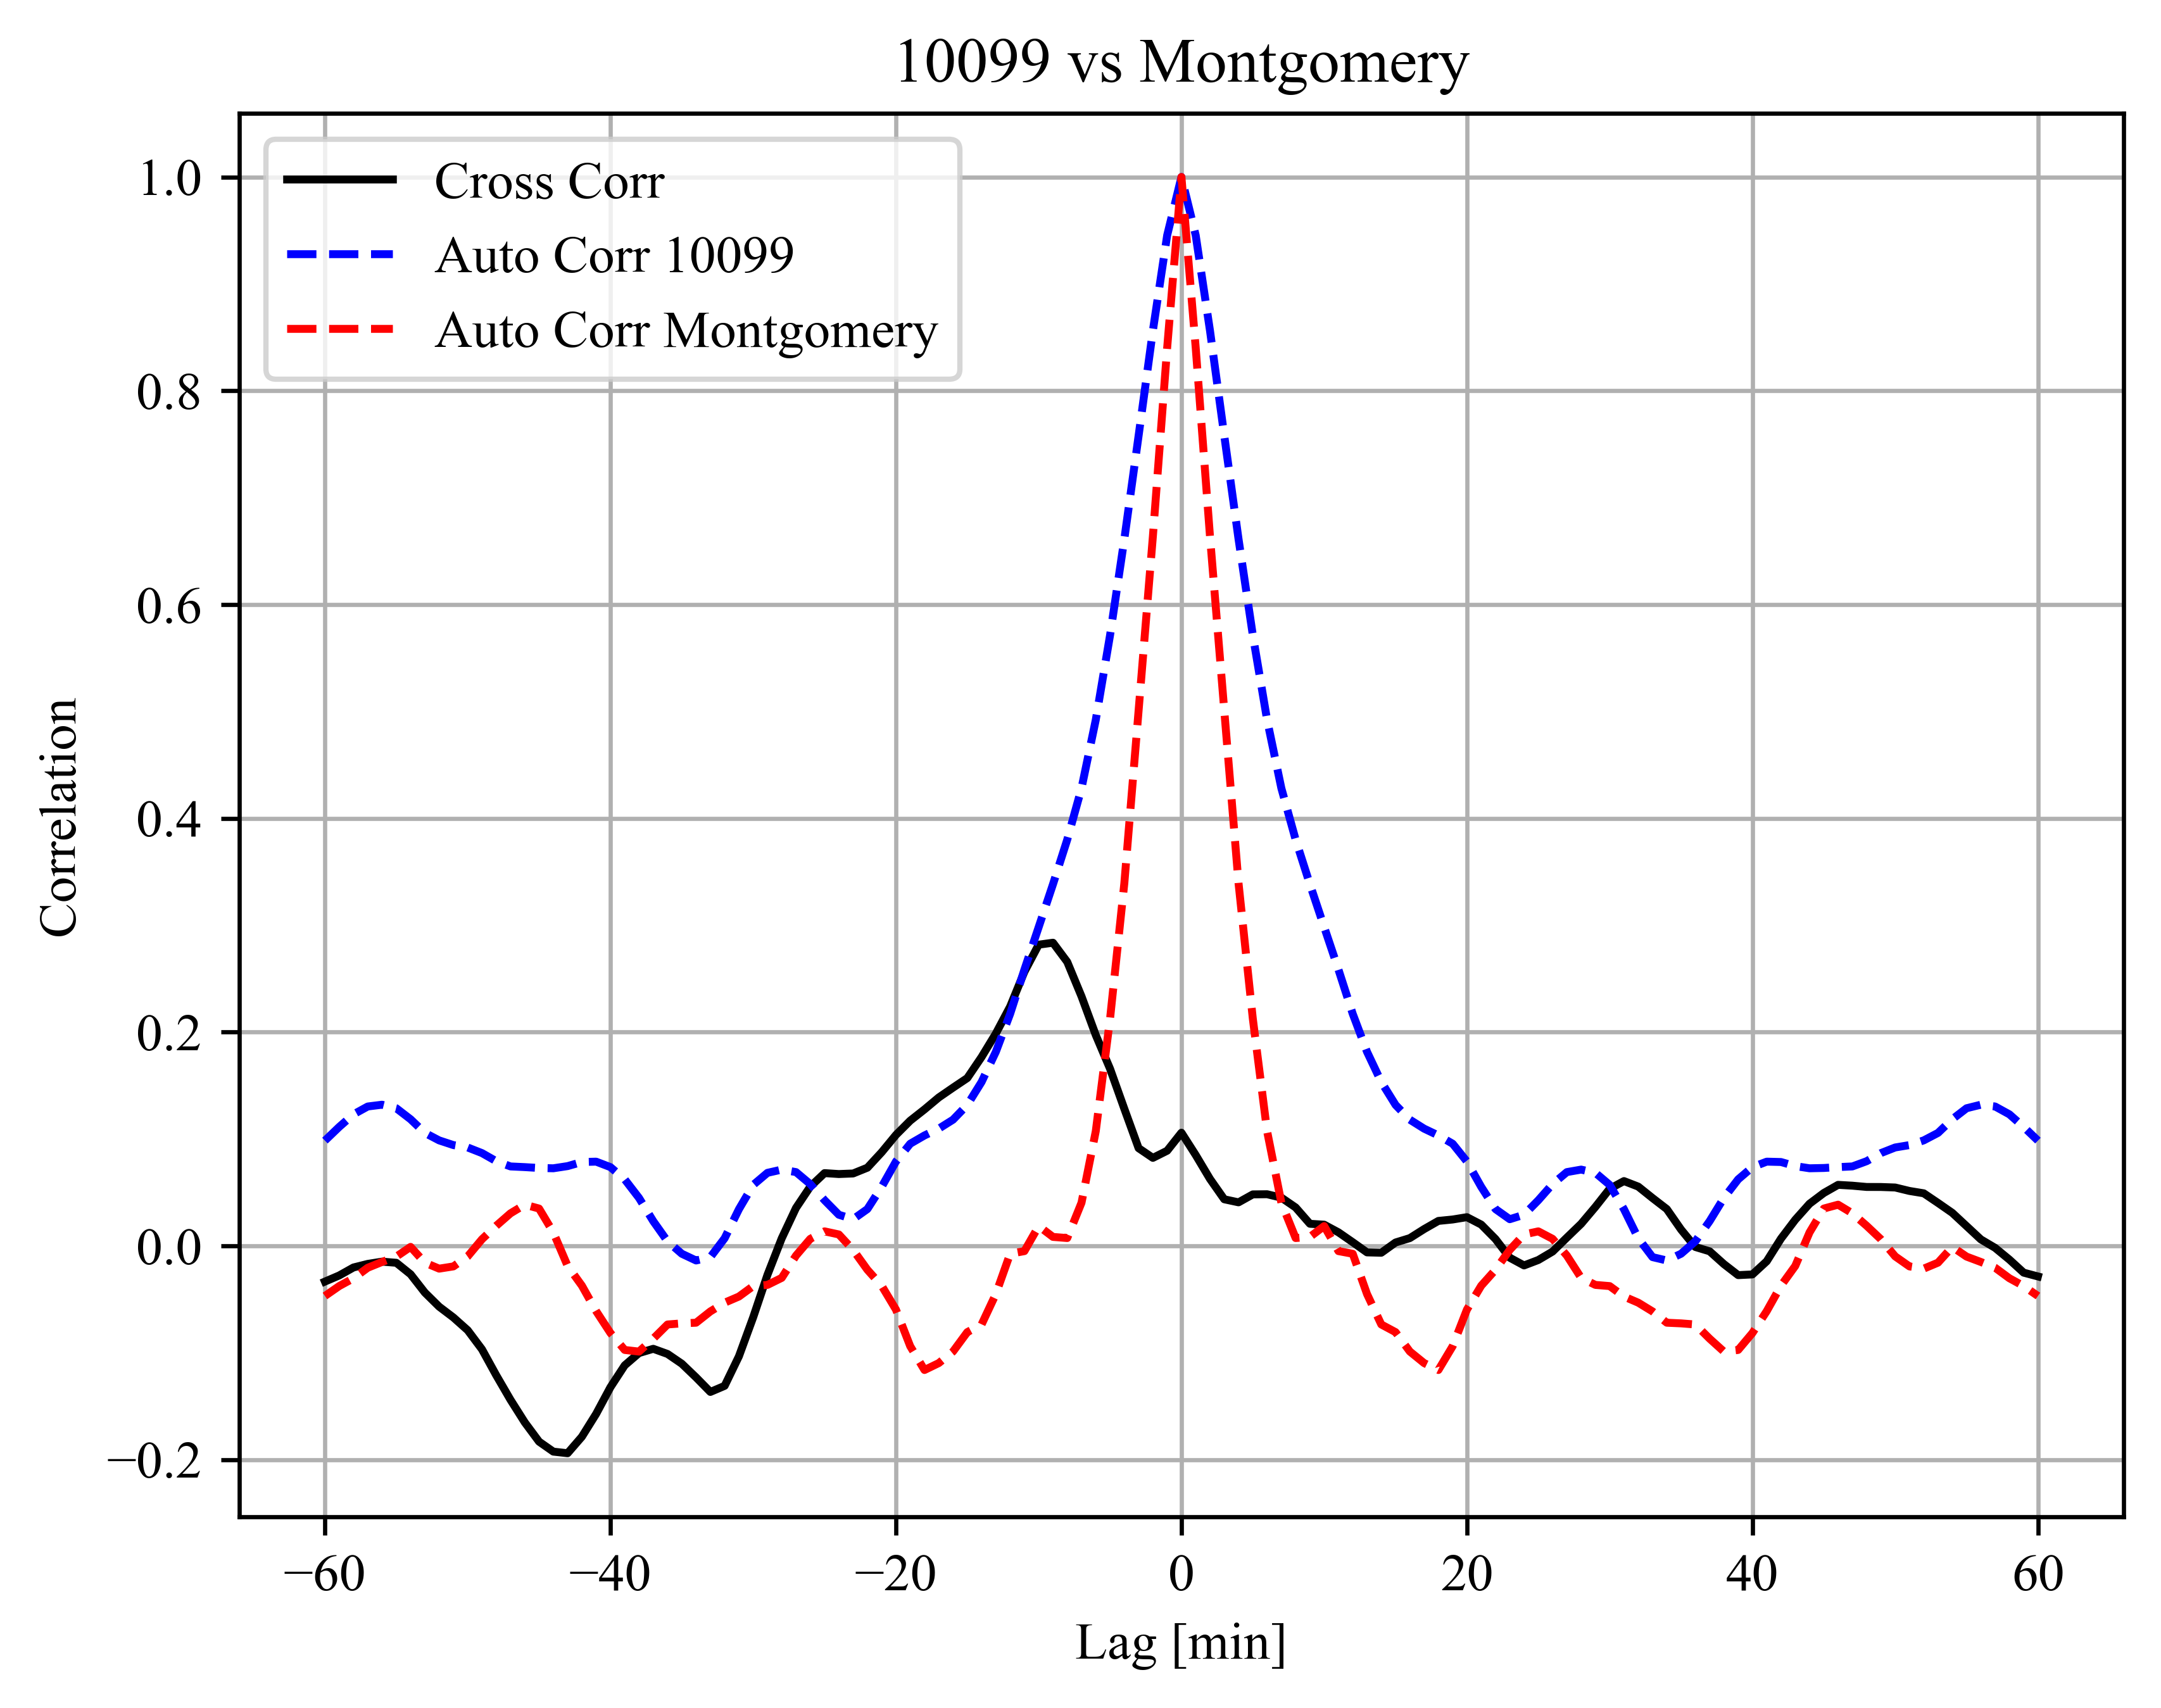 10099 vs Montgomery
Cross Corr
Auto Corr 10099
Auto Corr Montgomery
1.0
0.8
0.6
0.4
0.2
0.0
−0.2
Correlation
−60 −40 −20 0 20 40 60
Lag [min]